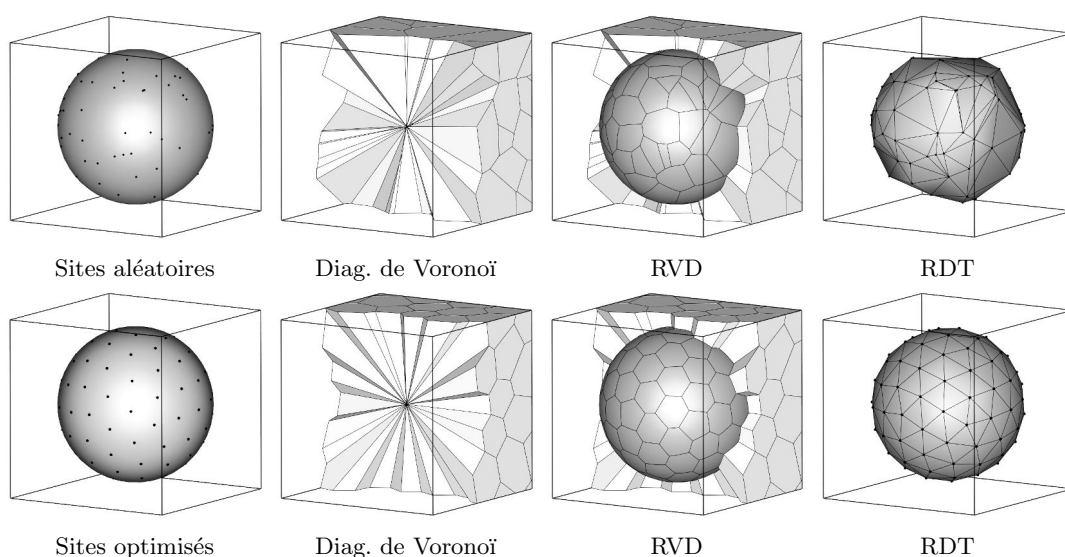 Sites aléatoires
Diag. de Voronoï
RVD
RDT
Sites optimisés
Diag. de Voronoï
RVD
RDT